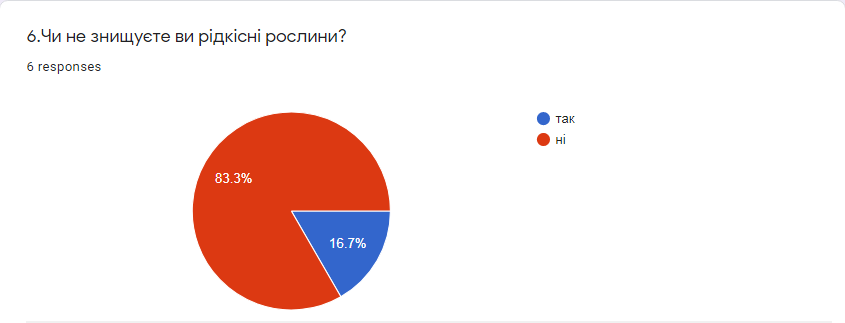 6.Чи не знищуєте ви рідкісні рослини?
6 responses
так
ні
83.3%
16.7%